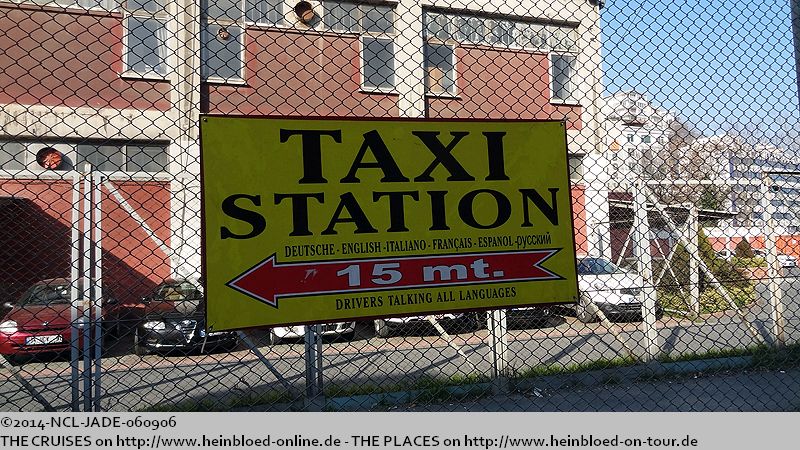 TAXI
STATION
DEUTSCHE - ENGLISH -ITALIANO - FRANÇAIS - ESPANOL -русский
15 mt.
DRIVERS TALKING ALL LANGUAGES
©2014-NCL-JADE-060906
THE CRUISES on http://www.heinbloed-online.de - THE PLACES on http://www.heinbloed-on-tour.de